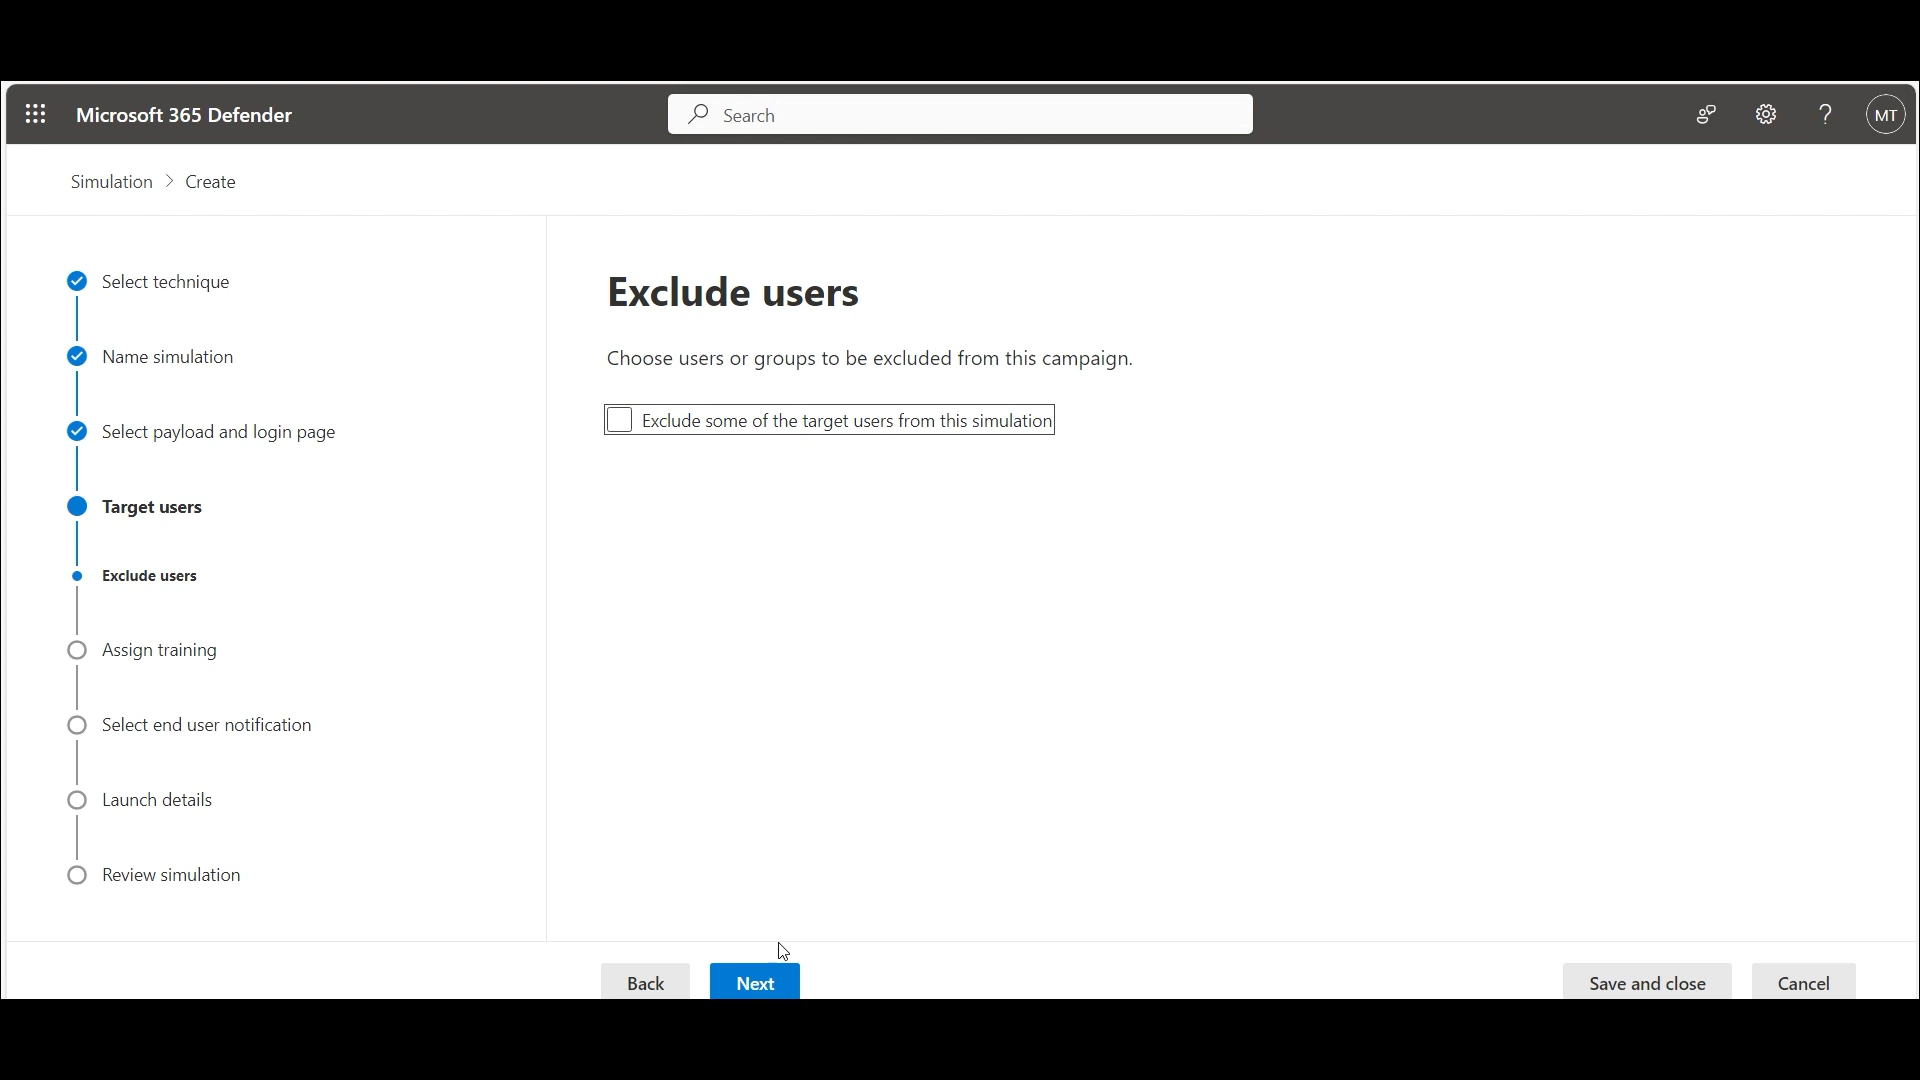 Microsoft 365 Defender
Search
?
MT
Simulation > Create
Select technique
Name simulation
Select payload and login page
Target users
Exclude users
Assign training
Select end user notification
Launch details
Review simulation
Exclude users
Choose users or groups to be excluded from this campaign.
Exclude some of the target users from this simulation
Back
Next
Save and close
Cancel